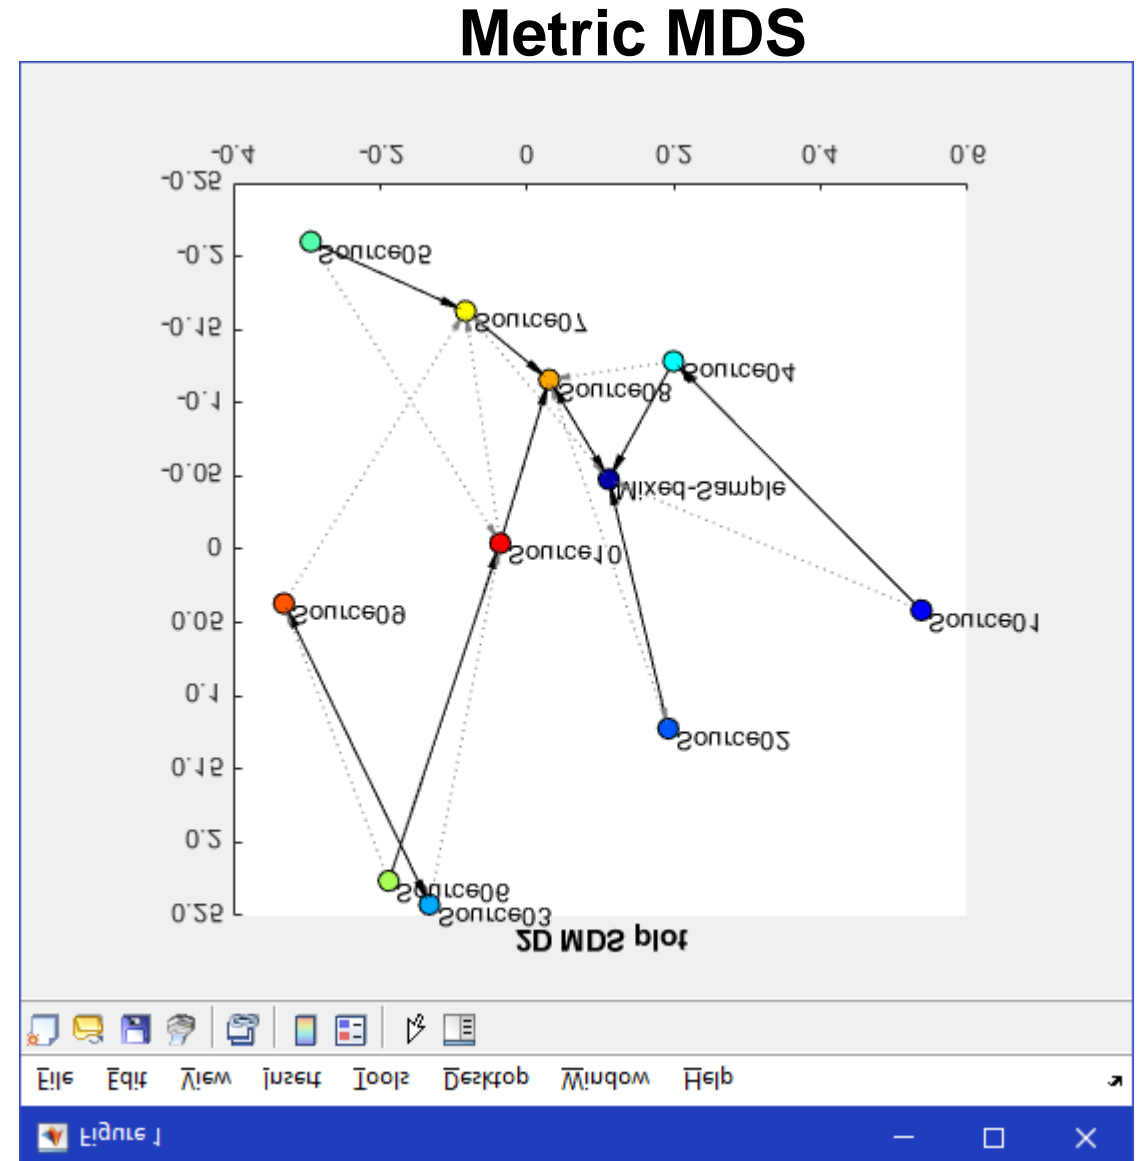 Metric MDS
-0.4 -0.2 0 0.2 0.4 0.6
-0.25
Source05
-0.2
Source07
-0.15
Source04
Source08
-0.1
-0.05
Mixed-Sample
0
Source10
Source09
0.05
Source01
0.1
Source02
0.15
0.2
Source06
0.25
Source03
2D MDS plot
File Edit View Insert Tools Desktop Window Help
Figure 1